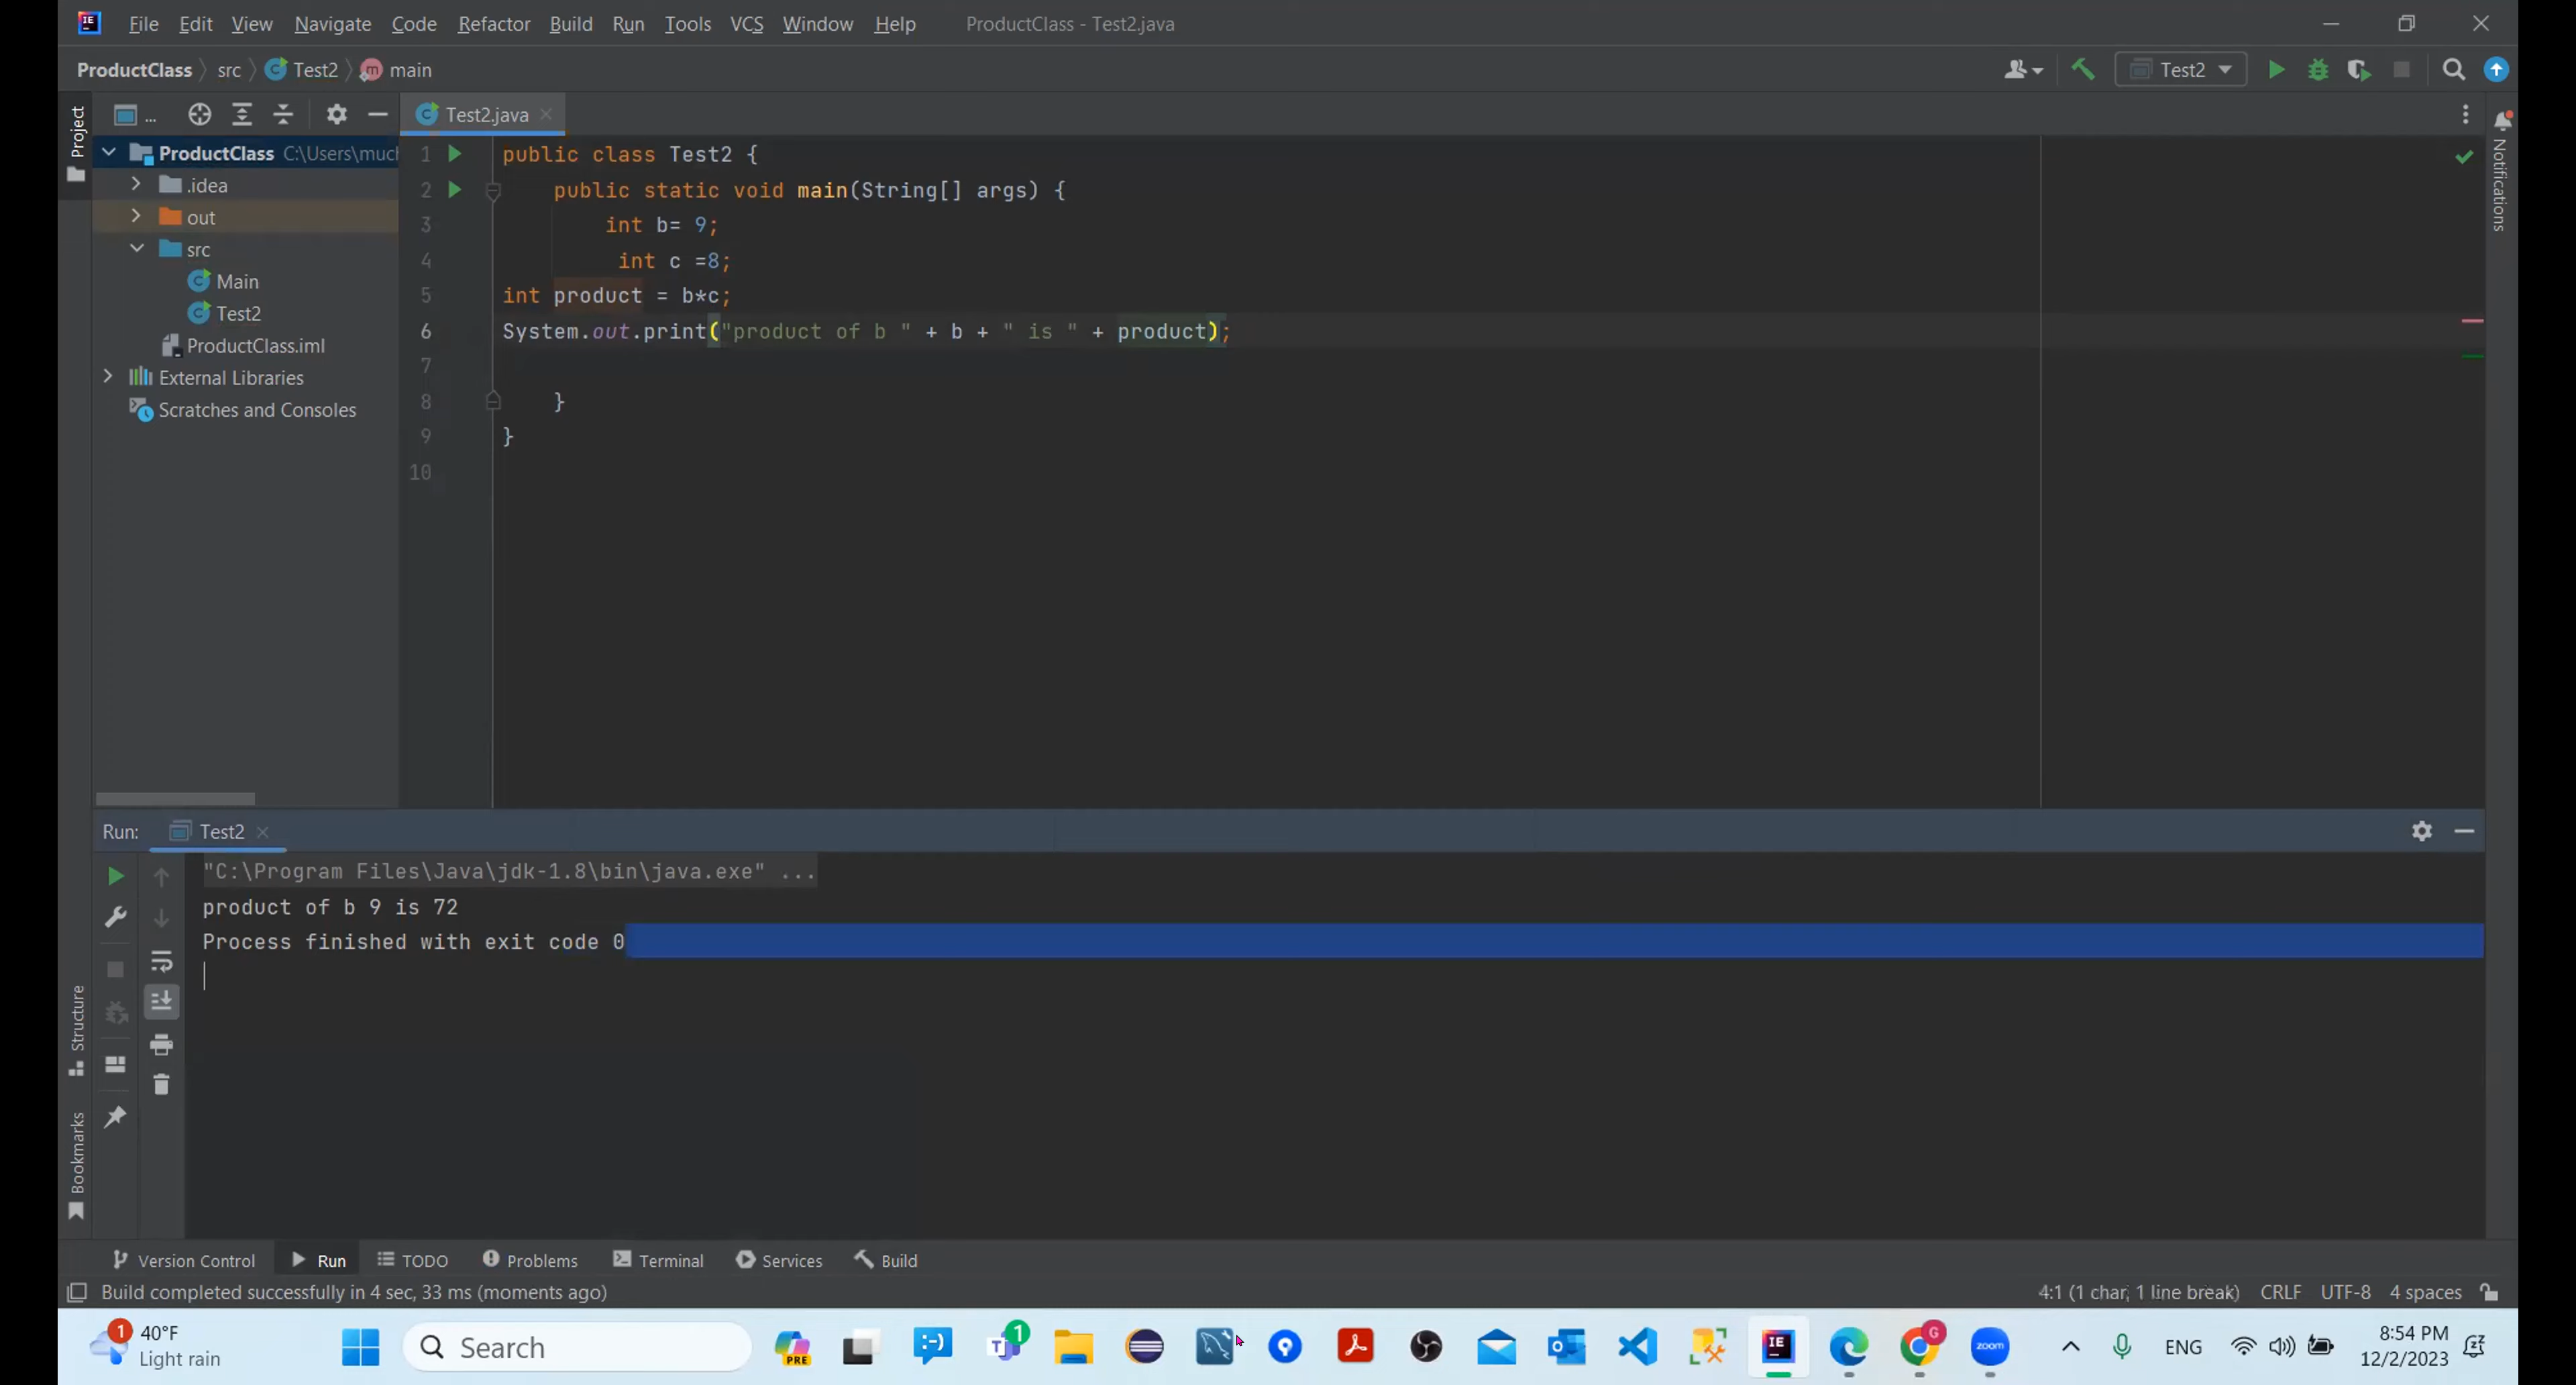 File Edit View Navigate Code Refactor Build Run Tools VCS Window Help ProductClass - Test2.java
ProductClass src Test2 main
Test2
Project
...
Test2.java
Notifications
ProductClass C:\Users\much
.idea
out
src
Main
Test2
ProductClass.iml
External Libraries
Scratches and Consoles
1 public class Test2 {
2 public static void main(String[] args) {
3 int b= 9;
4 int c =8;
5 int product = b*c;
6 System.out.print("product of b " + b + " is " + product);
7
8 }
9 }
10
Run: Test2
"C:\Program Files\Java\jdk-1.8\bin\java.exe" ...
product of b 9 is 72
Process finished with exit code 0
Structure
Bookmarks
Version Control Run TODO Problems Terminal Services Build
Build completed successfully in 4 sec, 33 ms (moments ago)
4:1 (1 char, 1 line break) CRLF UTF-8 4 spaces
1
40°F
Light rain
Search
PRE
1
T
IE
G
zoom
ENG
8:54 PM
12/2/2023